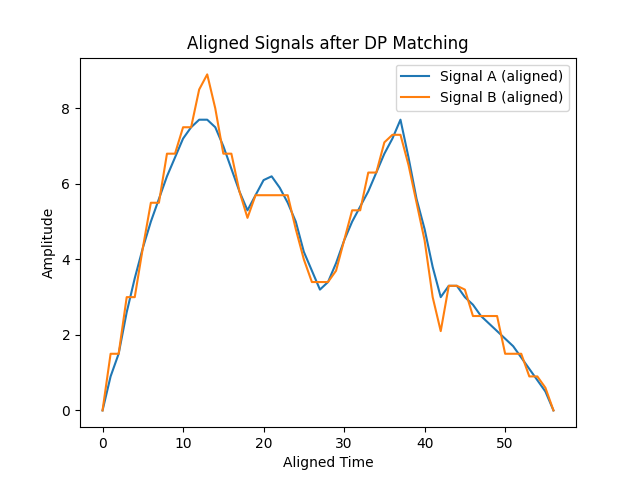 Aligned Signals after DP Matching
Signal A (aligned)
Signal B (aligned)
8
6
4
2
0
Amplitude
0 10 20 30 40 50
Aligned Time